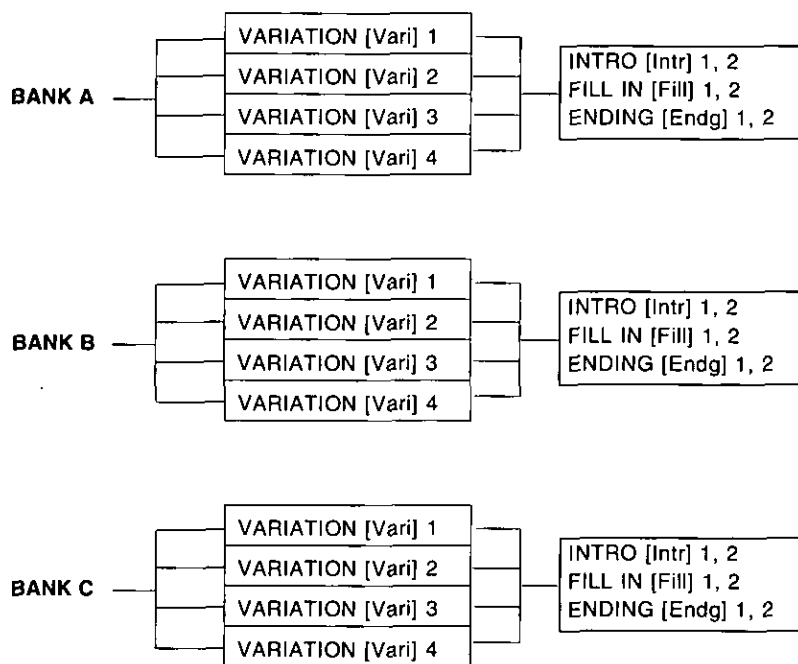 BANK A
VARIATION [Vari] 1
VARIATION [Vari] 2
VARIATION [Vari] 3
VARIATION [Vari] 4
INTRO [Intr] 1, 2
FILL IN [Fill] 1, 2
ENDING [Endg] 1, 2
BANK B
VARIATION [Vari] 1
VARIATION [Vari] 2
VARIATION [Vari] 3
VARIATION [Vari] 4
INTRO [Intr] 1, 2
FILL IN [Fill] 1, 2
ENDING [Endg] 1, 2
BANK C
VARIATION [Vari] 1
VARIATION [Vari] 2
VARIATION [Vari] 3
VARIATION [Vari] 4
INTRO [Intr] 1, 2
FILL IN [Fill] 1, 2
ENDING [Endg] 1, 2